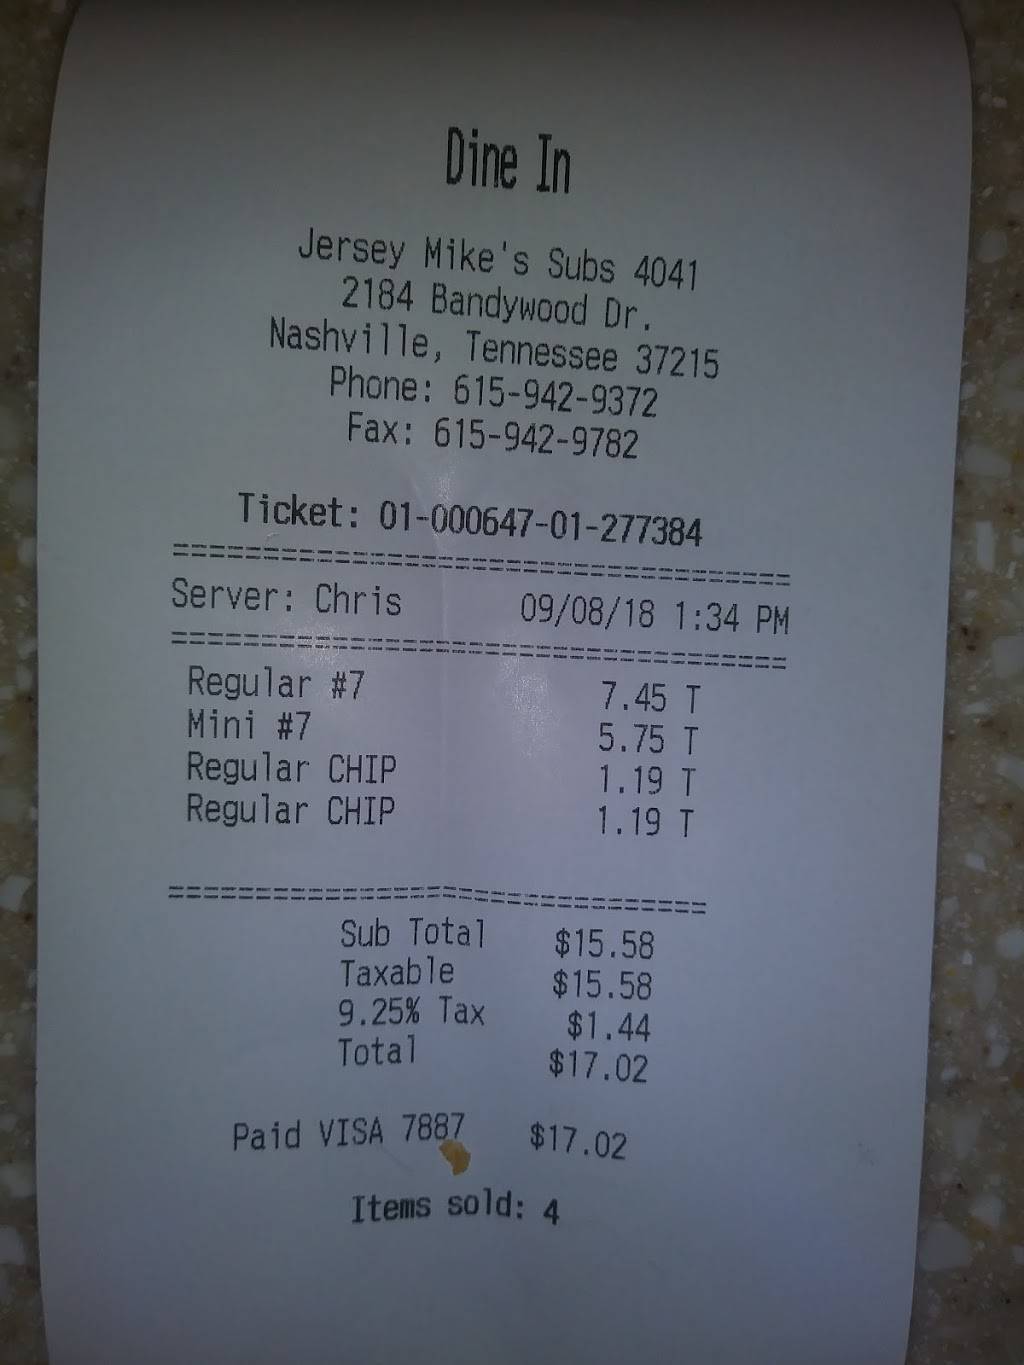 Dine In
Jersey Mike's Subs 4041
2184 Bandywood Dr.
Nashville, Tennessee 37215
Phone: 615-942-9372
Fax: 615-942-9782
Ticket: 01-000647-01-277384
===================================
Server: Chris 09/08/18 1:34 PM
===================================
Regular #7 7.45 T
Mini #7 5.75 T
Regular CHIP 1.19 T
Regular CHIP 1.19 T
==============================
Sub Total $15.58
Taxable $15.58
9.25% Tax $1.44
Total $17.02
Paid VISA 7887 $17.02
Items sold: 4